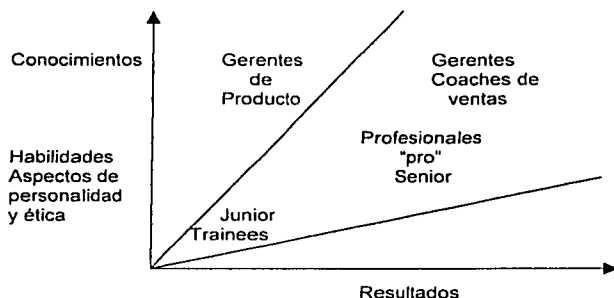 Conocimientos
Gerentes
de
Producto
Gerentes
Coaches de
ventas
Habilidades
Aspectos de
personalidad
y ética
Profesionales
"pro"
Senior
Junior
Trainees
Resultados